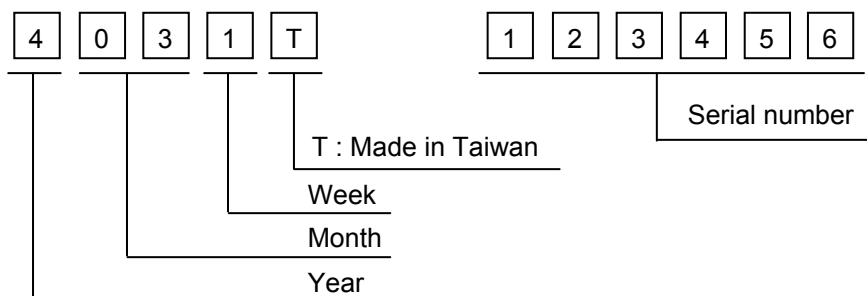 4 0 3 1 T 1 2 3 4 5 6
Serial number
T : Made in Taiwan
Week
Month
Year